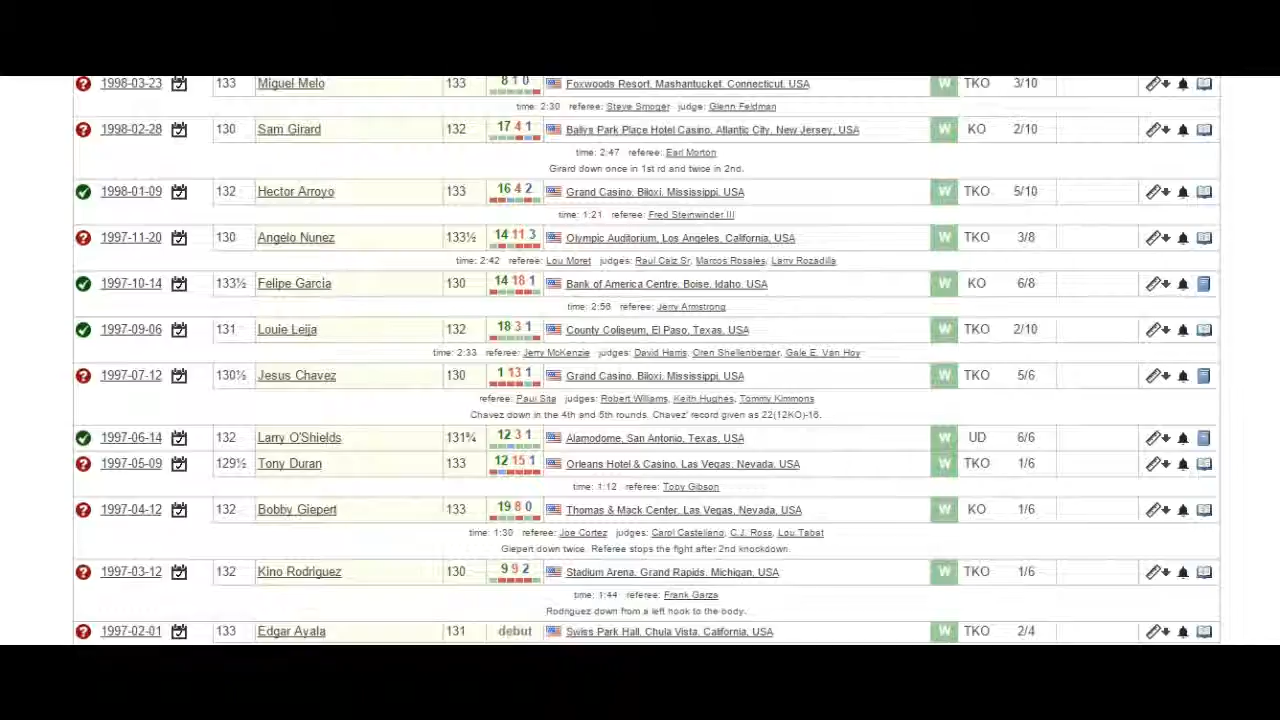 1998-03-23 133 Miguel Melo 133 8 1 0 Foxwoods Resort, Mashantucket, Connecticut, USA W TKO 3/10
time: 2:30 referee: Steve Smoger judge: Glenn Feldman
1998-02-28 130 Sam Girard 132 17 4 1 Ballys Park Place Hotel Casino, Atlantic City, New Jersey, USA W KO 2/10
time: 2:47 referee: Earl Morton
Girard down once in 1st rd and twice in 2nd.
1998-01-09 132 Hector Arroyo 133 16 4 2 Grand Casino, Biloxi, Mississippi, USA W TKO 5/10
time: 1:21 referee: Fred Steinwinder III
1997-11-20 130 Angelo Nunez 133½ 14 11 3 Olympic Auditorium, Los Angeles, California, USA W TKO 3/8
time: 2:42 referee: Lou Moret judges: Raul Caiz Sr, Marcos Rosales, Larry Rozadilla
1997-10-14 133½ Felipe Garcia 130 14 18 1 Bank of America Centre, Boise, Idaho, USA W KO 6/8
time: 2:56 referee: Jerry Armstrong
1997-09-06 131 Louie Leija 132 18 3 1 County Coliseum, El Paso, Texas, USA W TKO 2/10
time: 2:33 referee: Jerry McKenzie judges: David Harris, Oren Shellenberger, Gale E. Van Hoy
1997-07-12 130½ Jesus Chavez 130 1 13 1 Grand Casino, Biloxi, Mississippi, USA W TKO 5/6
referee: Paul Sita judges: Robert Williams, Keith Hughes, Tommy Kimmons
Chavez down in the 4th and 5th rounds. Chavez' record given as 22(12KO)-16.
1997-06-14 132 Larry O'Shields 131¾ 12 3 1 Alamodome, San Antonio, Texas, USA W UD 6/6
1997-05-09 129½ Tony Duran 133 12 15 1 Orleans Hotel & Casino, Las Vegas, Nevada, USA W TKO 1/6
time: 1:12 referee: Toby Gibson
1997-04-12 132 Bobby Giepert 133 19 8 0 Thomas & Mack Center, Las Vegas, Nevada, USA W KO 1/6
time: 1:30 referee: Joe Cortez judges: Carol Castellano, C.J. Ross, Lou Tabat
Giepert down twice. Referee stops the fight after 2nd knockdown.
1997-03-12 132 Kino Rodriguez 130 9 9 2 Stadium Arena, Grand Rapids, Michigan, USA W TKO 1/6
time: 1:44 referee: Frank Garza
Rodriguez down from a left hook to the body.
1997-02-01 133 Edgar Ayala 131 debut Swiss Park Hall, Chula Vista, California, USA W TKO 2/4